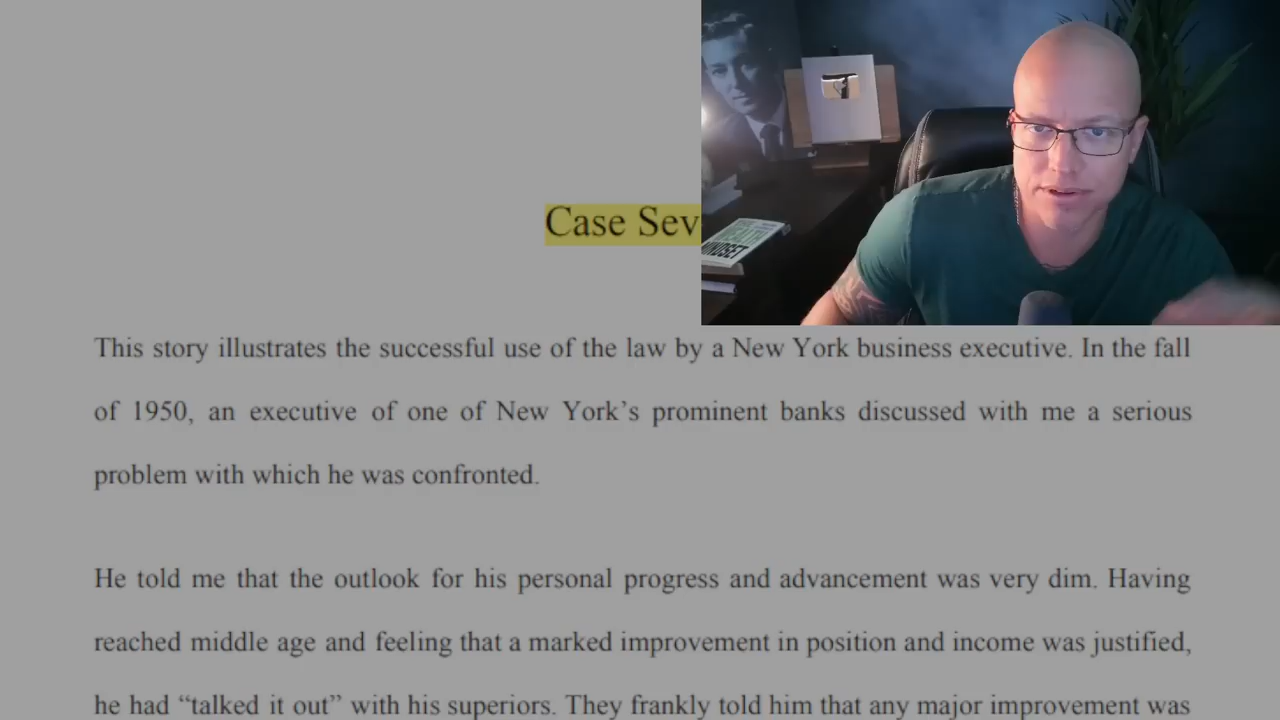 Case Sev
MINDSET
This story illustrates the successful use of the law by a New York business executive. In the fall
of 1950, an executive of one of New York’s prominent banks discussed with me a serious
problem with which he was confronted.
He told me that the outlook for his personal progress and advancement was very dim. Having
reached middle age and feeling that a marked improvement in position and income was justified,
he had “talked it out” with his superiors. They frankly told him that any major improvement was